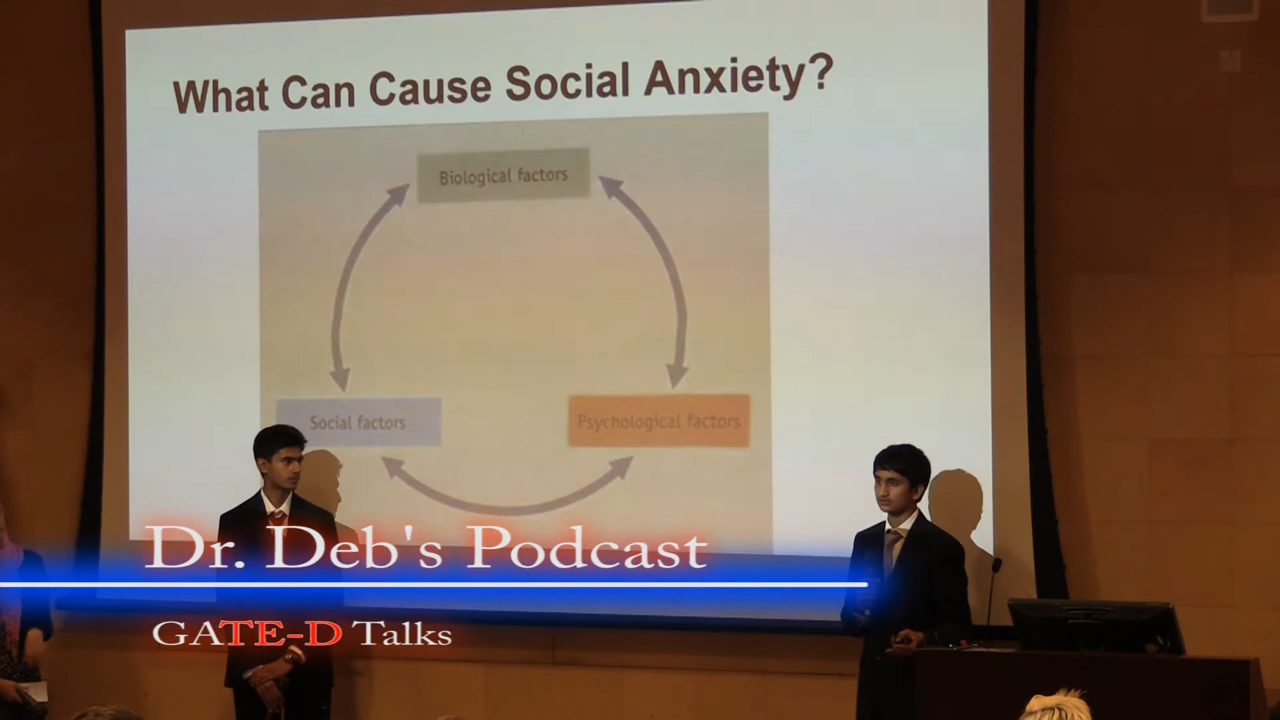 What Can Cause Social Anxiety?
Biological factors
Social factors
Psychological factors
Dr. Deb's Podcast
GATE-D Talks